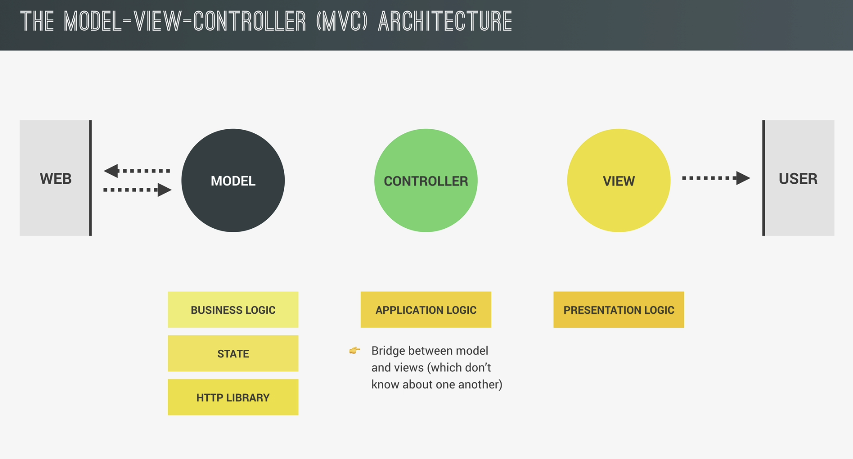 THE MODEL-VIEW-CONTROLLER (MVC) ARCHITECTURE
WEB
MODEL
CONTROLLER
VIEW
USER
BUSINESS LOGIC
APPLICATION LOGIC
PRESENTATION LOGIC
STATE
HTTP LIBRARY
👉 Bridge between model
and views (which don’t
know about one another)